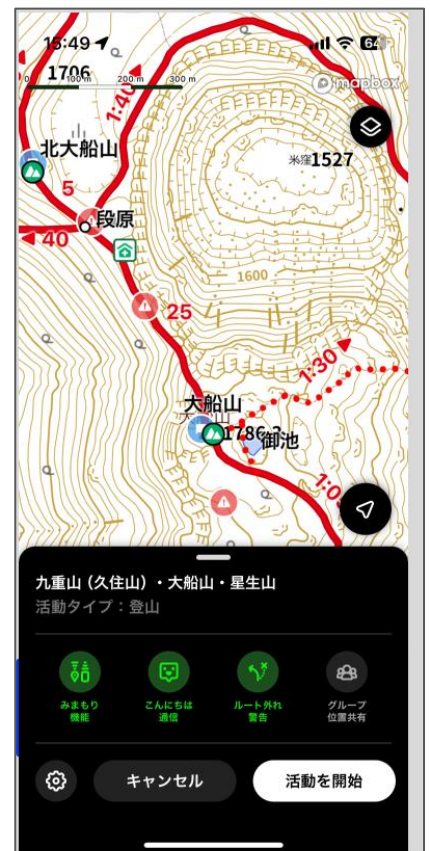 15:49
64
1706
100m 200 m 300 m
mapbox
1:40
北大船山
米窪1527
5
段原
40
25
1600
1:30
大船山
1786.2
御池
1:0
九重山 (久住山) ・大船山・星生山
活動タイプ：登山
みまもり
機能
こんにちは
通信
ルート外れ
警告
グループ
位置共有
キャンセル
活動を開始